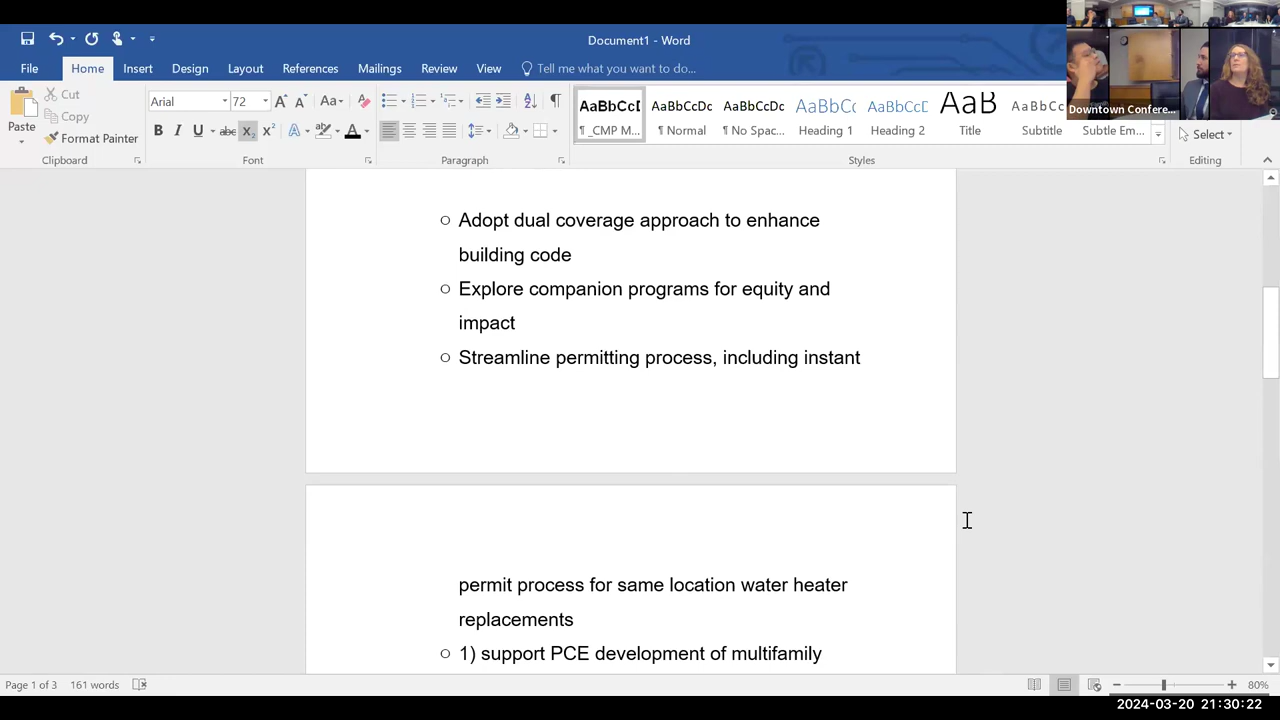 Document1 - Word
File Home Insert Design Layout References Mailings Review View Tell me what you want to do...
Paste
Cut
Copy
Format Painter
Clipboard
Arial 72
Font
Paragraph
AaBbCcI AaBbCcDc AaBbCcDc AaBbCc AaBbCcD AaB AaBbCc
¶ _CMP M... ¶ Normal ¶ No Spac... Heading 1 Heading 2 Title Subtitle Subtle Em...
Styles
Select
Editing
Downtown Confere...
Adopt dual coverage approach to enhance
building code
Explore companion programs for equity and
impact
Streamline permitting process, including instant
permit process for same location water heater
replacements
1) support PCE development of multifamily
Page 1 of 3 161 words 80%
2024-03-20 21:30:22